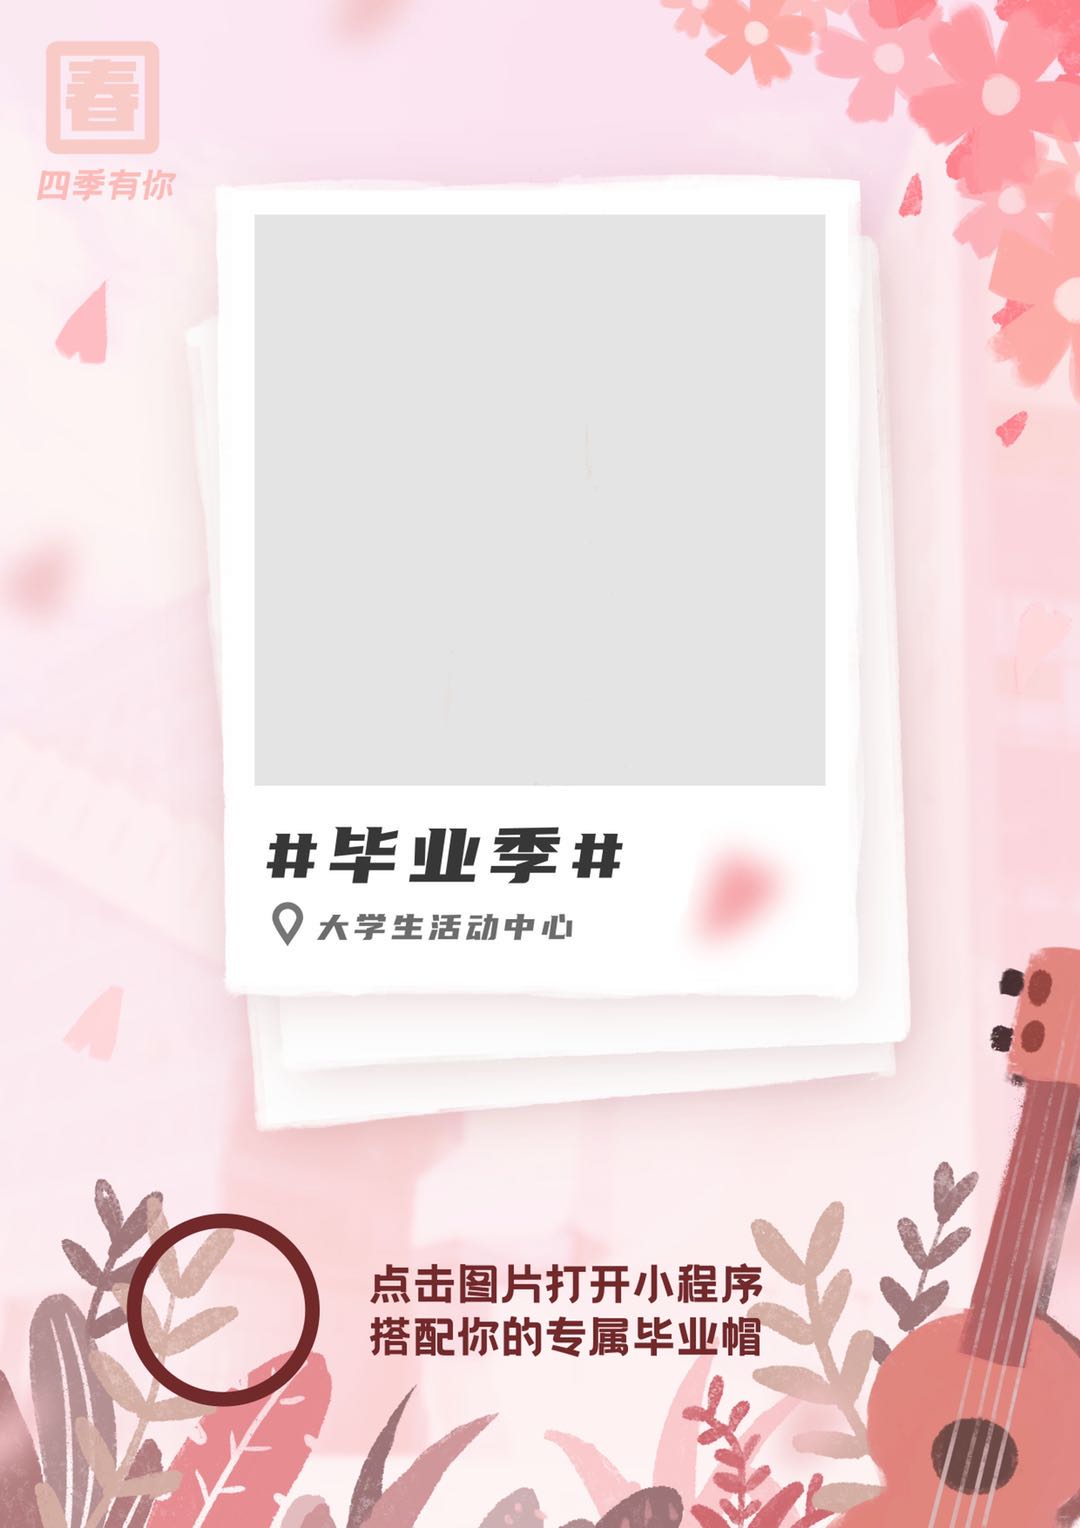 春
四季有你
#毕业季#
大学生活动中心
点击图片打开小程序
搭配你的专属毕业帽